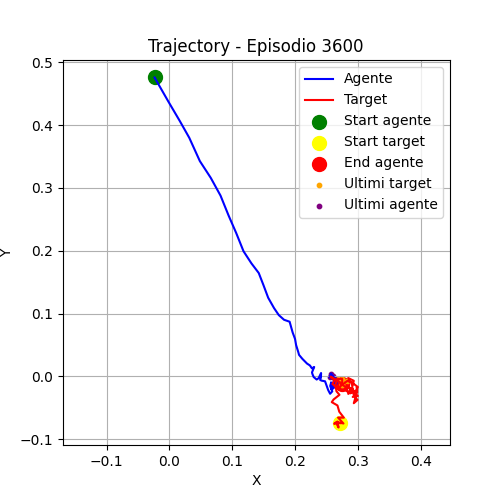 Trajectory - Episodio 3600
Agente
Target
Start agente
Start target
End agente
Ultimi target
Ultimi agente
0.5
0.4
0.3
0.2
0.1
0.0
−0.1
Y
−0.1
0.0
0.1
0.2
0.3
0.4
X